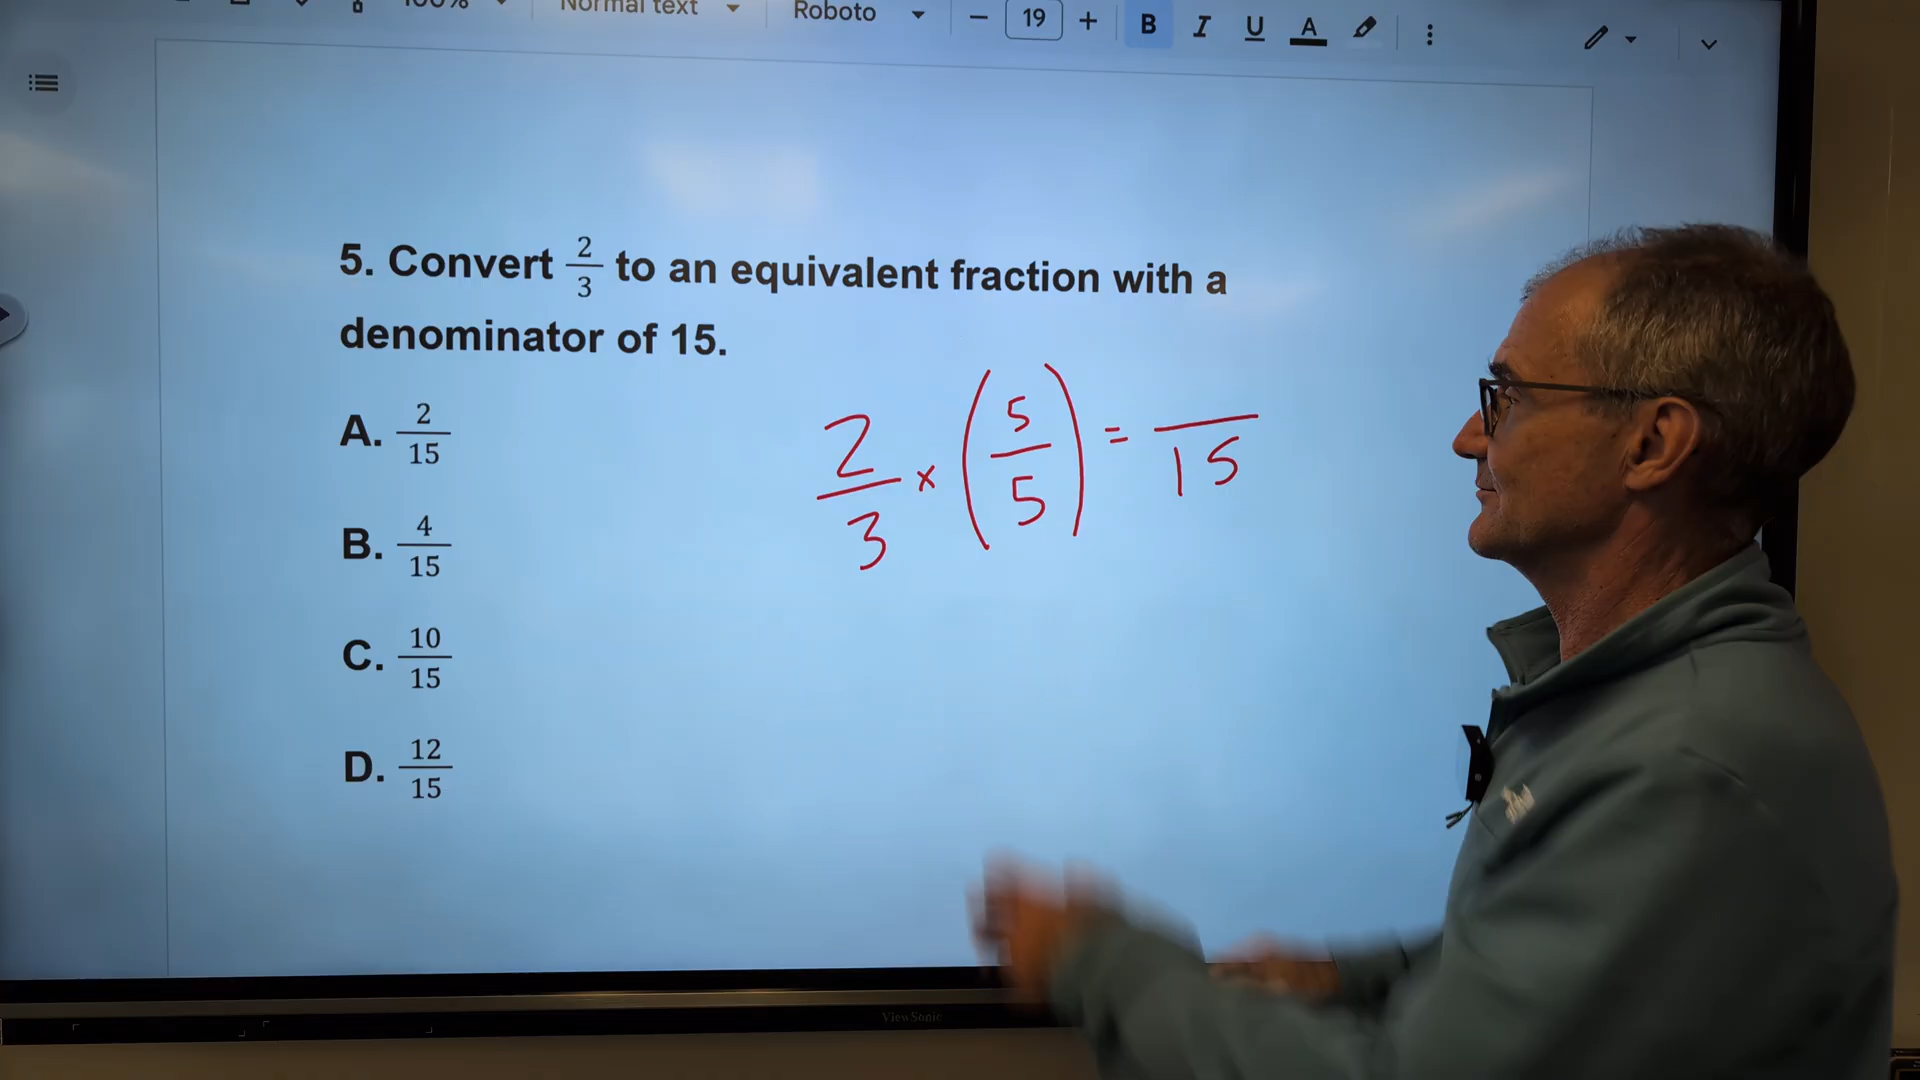 100% Normal text Roboto − 19 + B I U A
5. Convert 2/3 to an equivalent fraction with a
denominator of 15.
A. 2/15
B. 4/15
C. 10/15
D. 12/15
2/3 × (5/5) = /15
ViewSonic